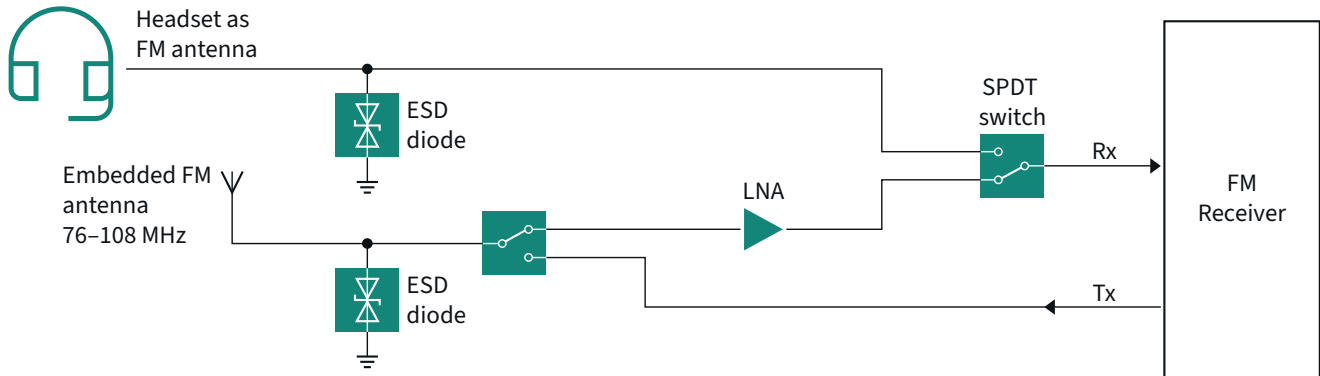 Headset as
FM antenna
ESD
diode
SPDT
switch
Rx
Embedded FM
antenna
76–108 MHz
LNA
FM
Receiver
ESD
diode
Tx